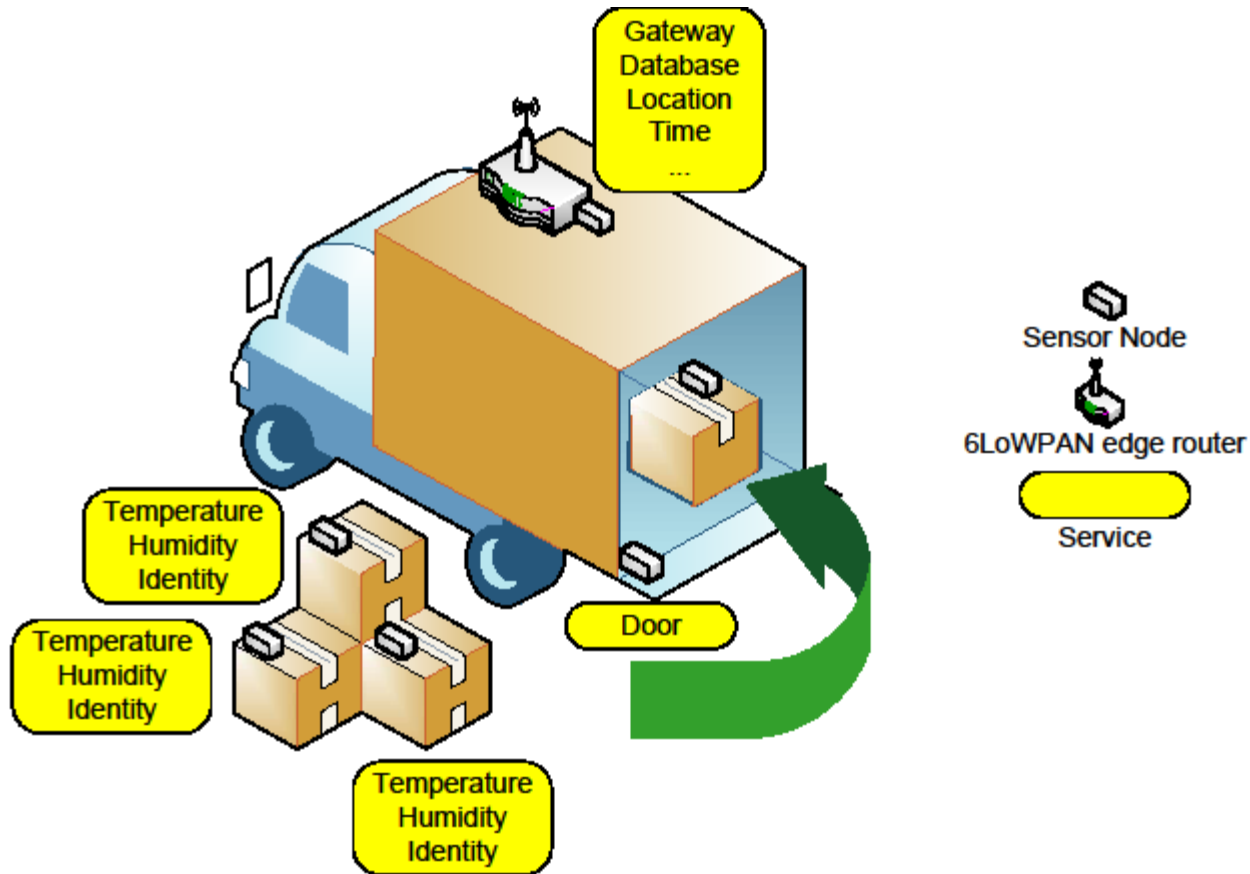 Gateway
Database
Location
Time
...
Sensor Node
6LoWPAN edge router
Service
Temperature
Humidity
Identity
Door
Temperature
Humidity
Identity
Temperature
Humidity
Identity